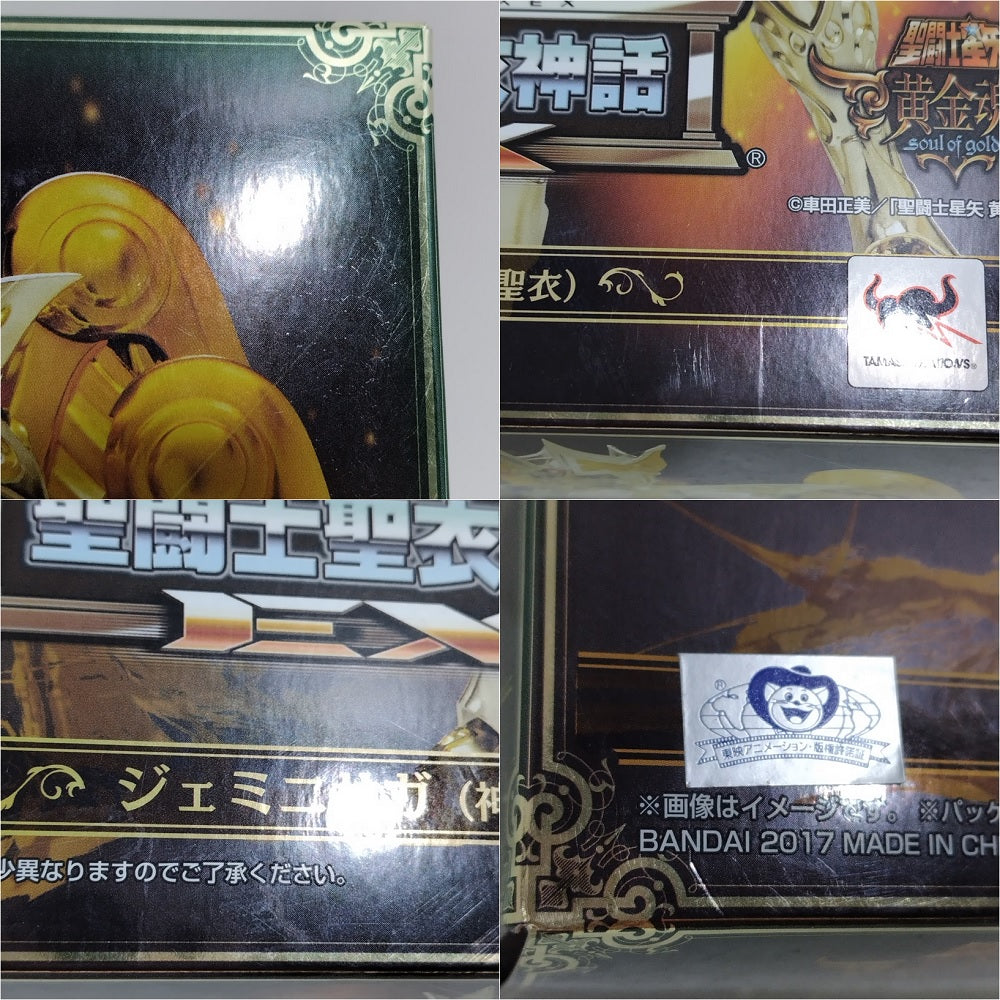 神話
®
聖闘士星矢
黄金魂
soul of gold
©車田正美／「聖闘士星矢 黄
聖衣）
TAMASHII NATIONS®
聖闘士聖衣
EX
ジェミニサガ（神
少異なりますのでご了承ください。
®
東映アニメーション・版権許諾証
※画像はイメージです。 ※パッケ
BANDAI 2017 MADE IN CH